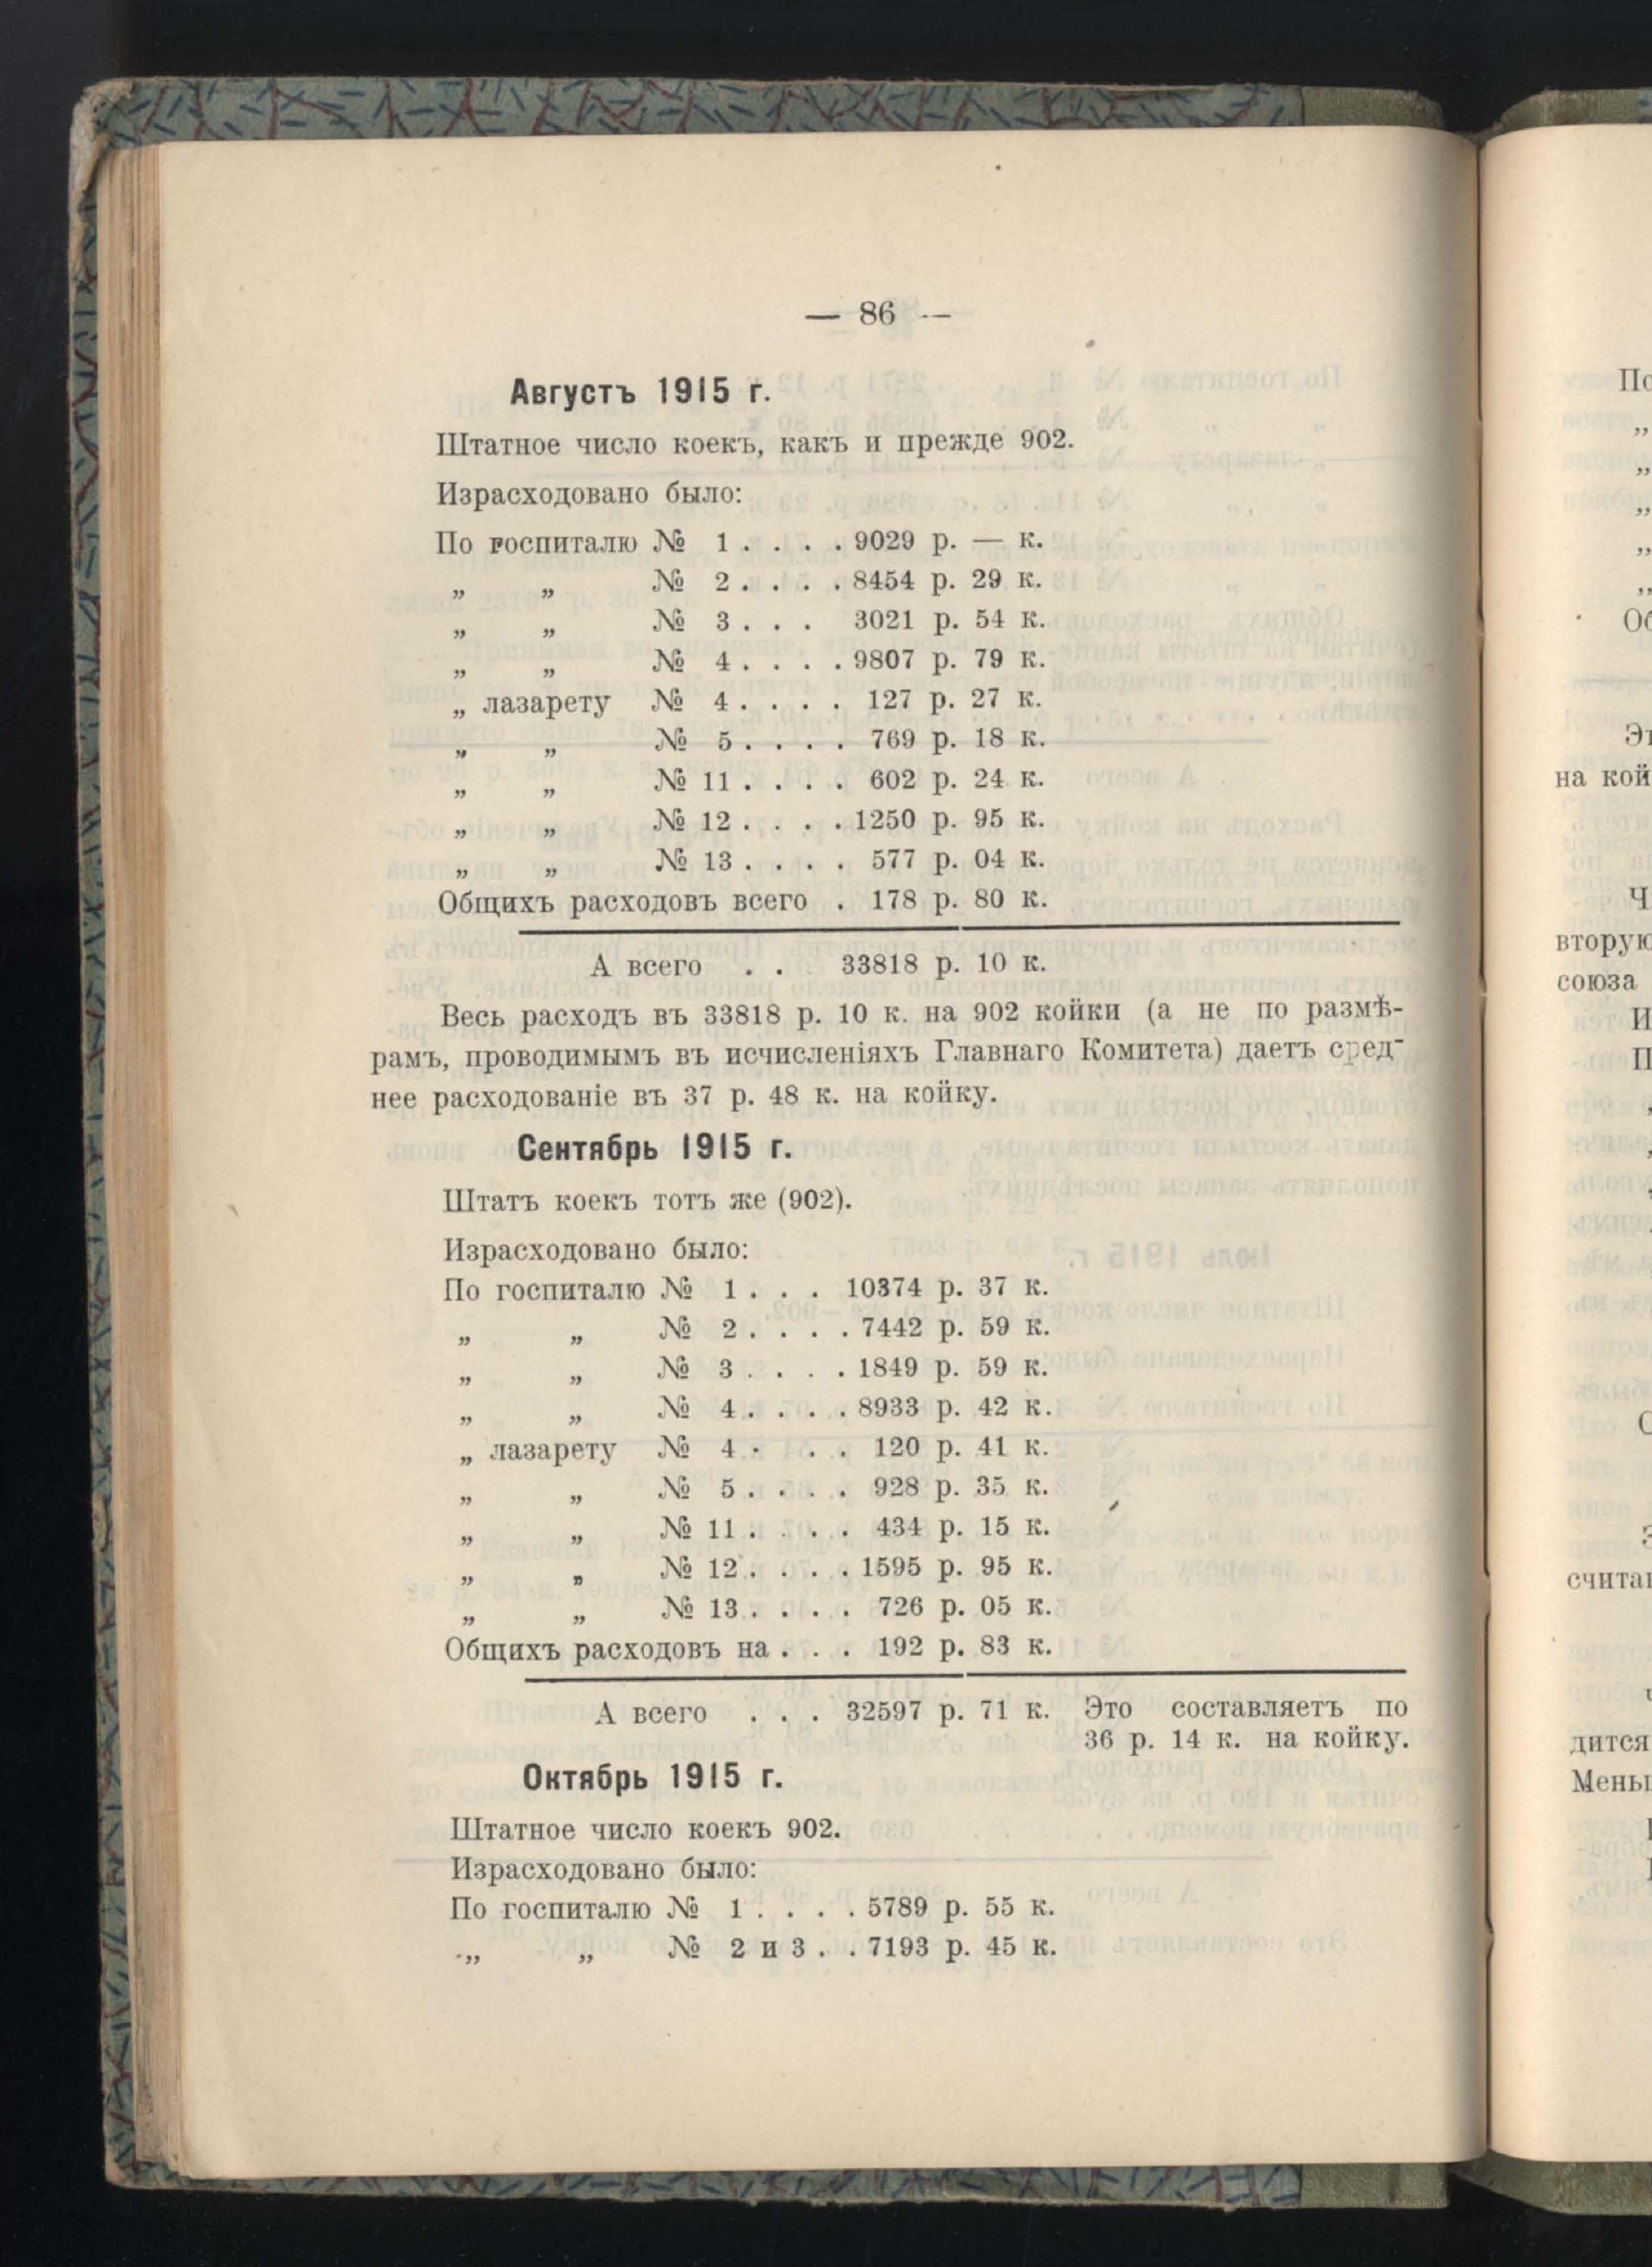 — 86 —
Августъ 1915 г.
Штатное число коекъ, какъ и прежде 902.
Израсходовано было:
По госпиталю № 1 . . . . 9029 р. — к.
„ „ № 2 . . . . 8454 р. 29 к.
„ „ № 3 . . . 3021 р. 54 к.
„ „ № 4 . . . . 9807 р. 79 к.
„ лазарету № 4 . . . . 127 р. 27 к.
„ „ № 5 . . . . 769 р. 18 к.
„ „ № 11 . . . . 602 р. 24 к.
„ „ № 12 . . . . 1250 р. 95 к.
„ „ № 13 . . . . 577 р. 04 к.
Общихъ расходовъ всего . 178 р. 80 к.
А всего . . 33818 р. 10 к.
Весь расходъ въ 33818 р. 10 к. на 902 койки (а не по размѣ-
рамъ, проводимымъ въ исчисленіяхъ Главнаго Комитета) даетъ сред-
нее расходованіе въ 37 р. 48 к. на койку.
Сентябрь 1915 г.
Штатъ коекъ тотъ же (902).
Израсходовано было:
По госпиталю № 1 . . . 10374 р. 37 к.
„ „ № 2 . . . . 7442 р. 59 к.
„ „ № 3 . . . . 1849 р. 59 к.
„ „ № 4 . . . . 8933 р. 42 к.
„ лазарету № 4 . . . 120 р. 41 к.
„ „ № 5 . . . . 928 р. 35 к.
„ „ № 11 . . . . 434 р. 15 к.
„ „ № 12 . . . . 1595 р. 95 к.
„ „ № 13 . . . . 726 р. 05 к.
Общихъ расходовъ на . . . 192 р. 83 к.
А всего . . . 32597 р. 71 к. Это составляетъ по
36 р. 14 к. на койку.
Октябрь 1915 г.
Штатное число коекъ 902.
Израсходовано было:
По госпиталю № 1 . . . . 5789 р. 55 к.
„ „ № 2 и 3 . . 7193 р. 45 к.
По
„
„
„
„
„
на кой
вторую
союза
считан
дится
Меньш